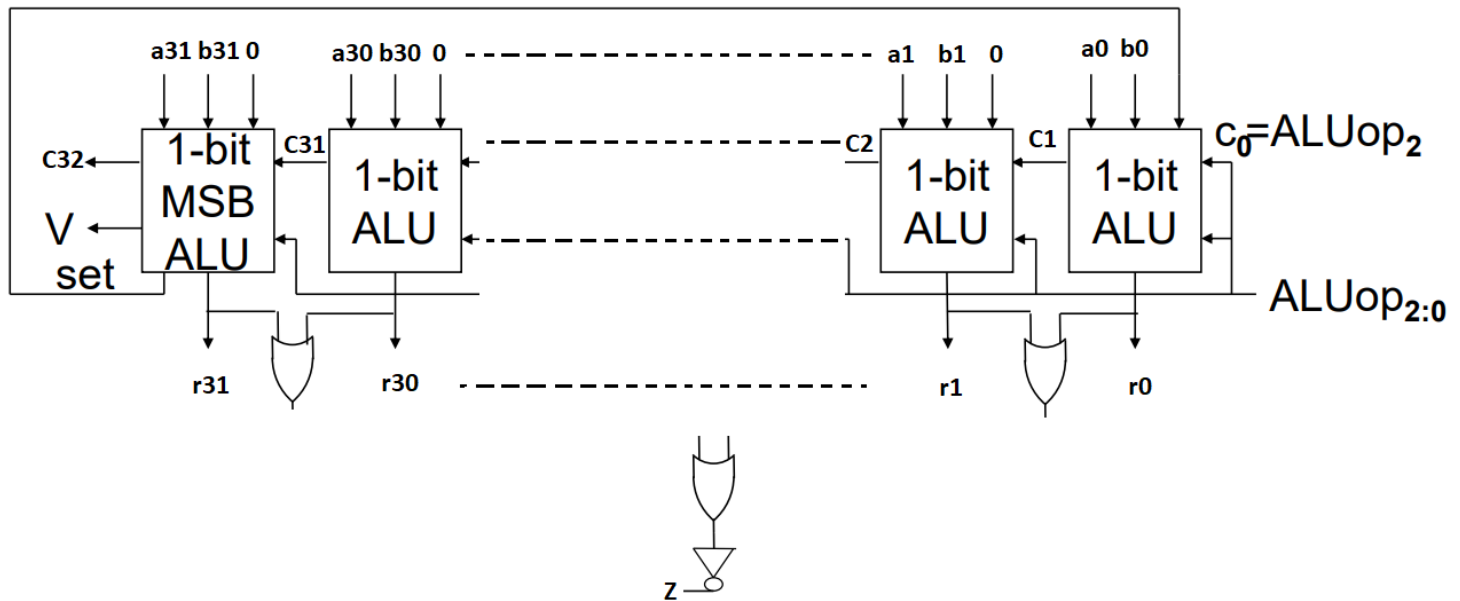 a31 b31 0
a30 b30 0
a1 b1 0
a0 b0
C32
1-bit
MSB
ALU
C31
1-bit
ALU
C2
1-bit
ALU
C1
1-bit
ALU
c0=ALUop2
V
set
ALUop2:0
r31
r30
r1
r0
Z